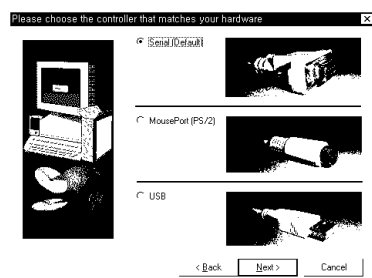 Please choose the controller that matches your hardware
Serial (Default)
MousePort (PS/2)
USB
< Back
Next >
Cancel